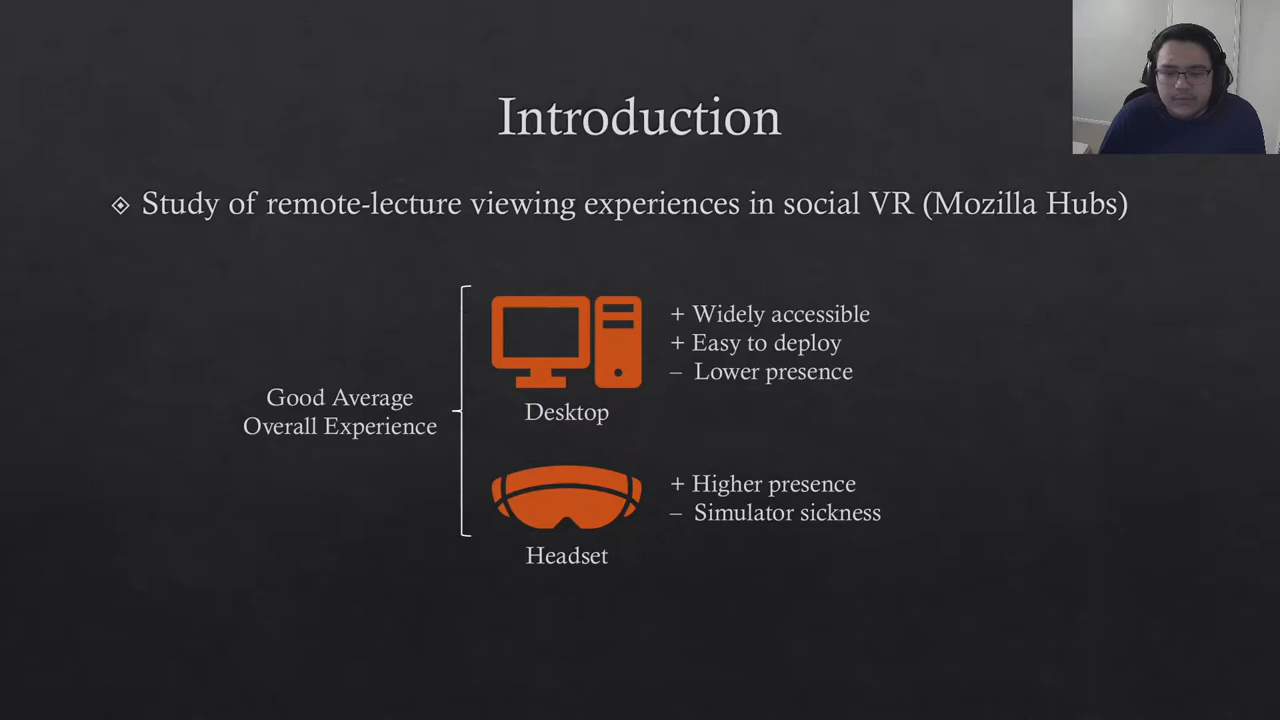 Introduction
Study of remote-lecture viewing experiences in social VR (Mozilla Hubs)
Good Average
Overall Experience
+ Widely accessible
+ Easy to deploy
– Lower presence
Desktop
+ Higher presence
– Simulator sickness
Headset